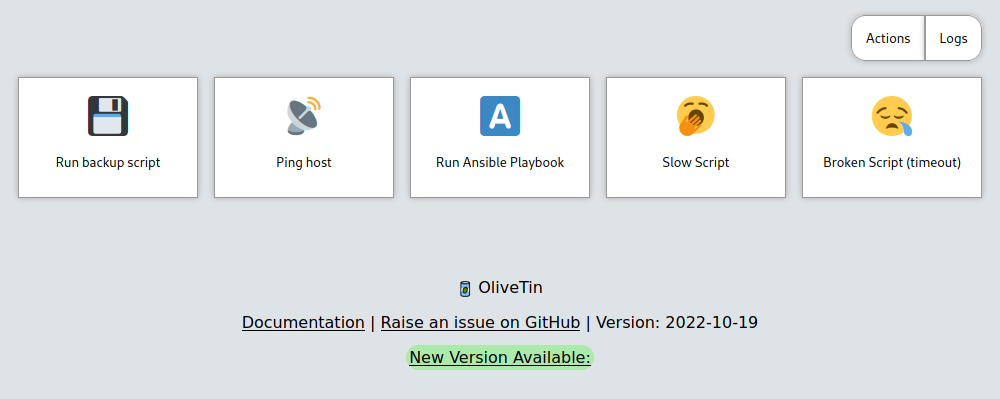 Actions Logs
Run backup script
Ping host
Run Ansible Playbook
Slow Script
Broken Script (timeout)
OliveTin
Documentation | Raise an issue on GitHub | Version: 2022-10-19
New Version Available: